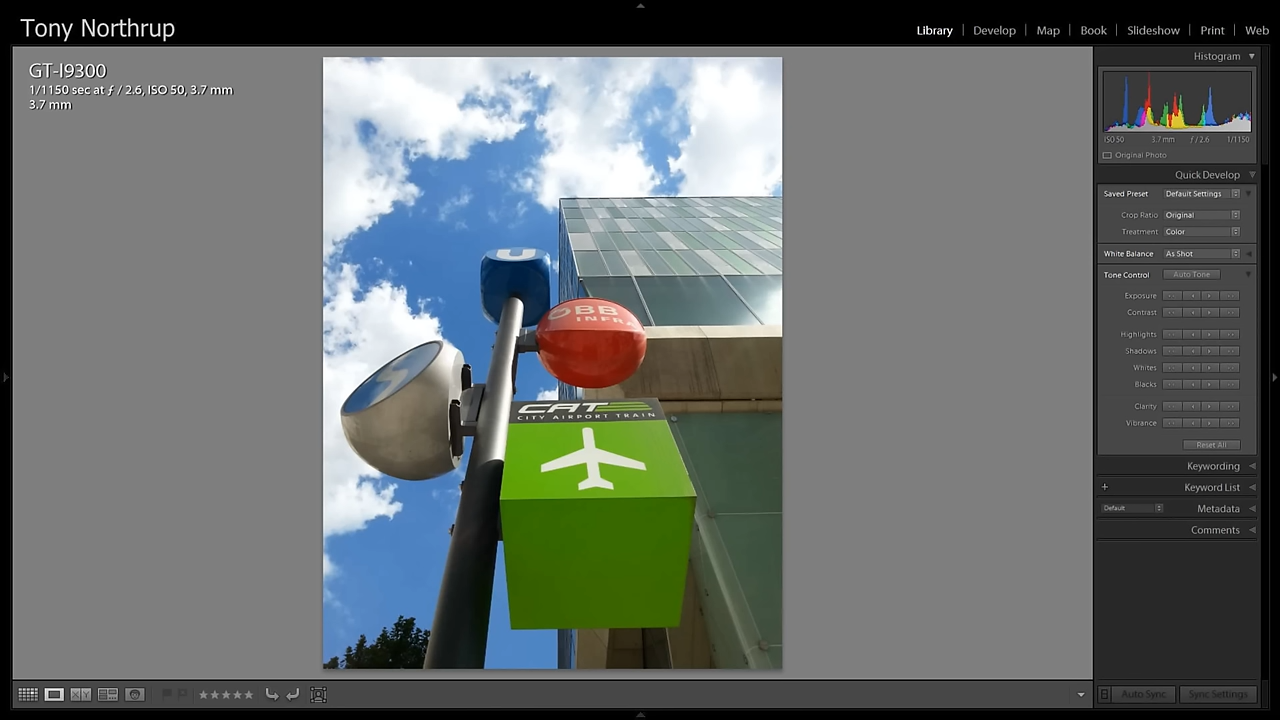 Tony Northrup
Library
Develop
Map
Book
Slideshow
Print
Web
GT-I9300
1/1150 sec at ƒ / 2.6, ISO 50, 3.7 mm
3.7 mm
Histogram
ISO 50
3.7 mm
ƒ / 2.6
1/1150
Original Photo
Quick Develop
Saved Preset
Default Settings
Crop Ratio
Original
Treatment
Color
White Balance
As Shot
Tone Control
Auto Tone
Exposure
Contrast
Highlights
Shadows
Whites
Blacks
Clarity
Vibrance
Reset All
Keywording
+ Keyword List
Default
Metadata
Comments
U
ÖBB
INFRA
S
CAT
CITY AIRPORT TRAIN
XY
Auto Sync
Sync Settings